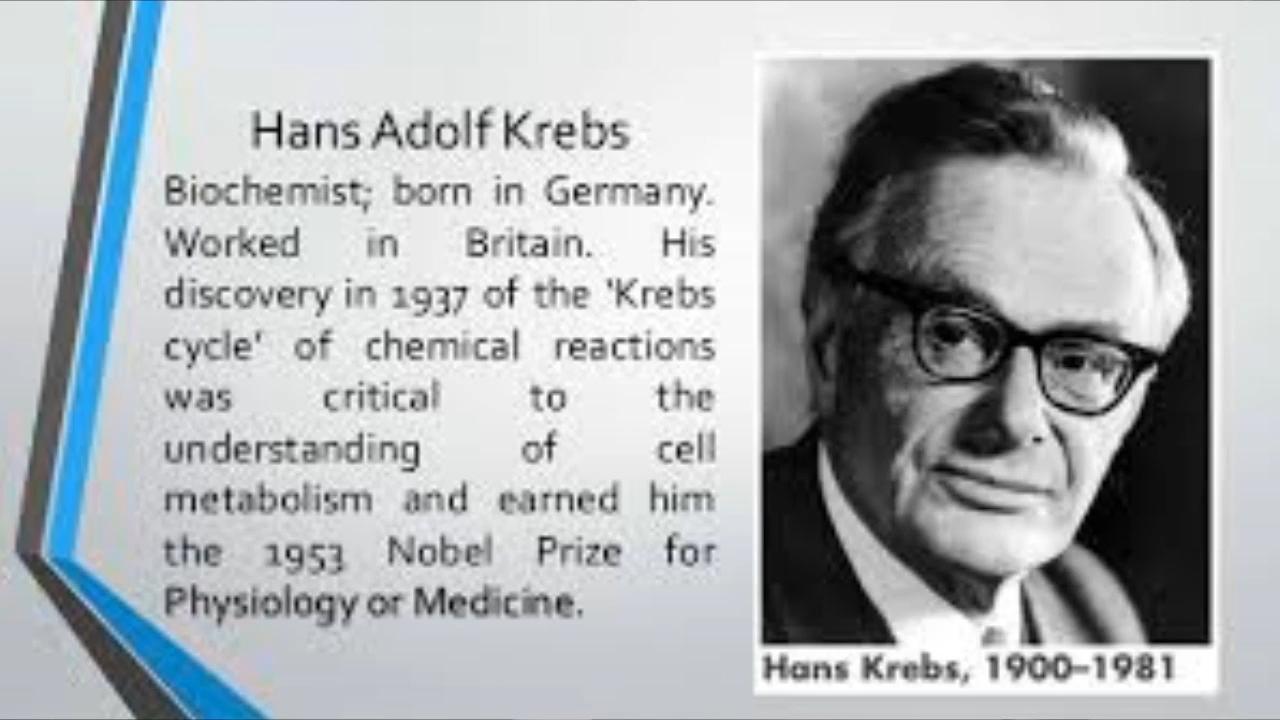 Hans Adolf Krebs
Biochemist; born in Germany.
Worked in Britain. His
discovery in 1937 of the 'Krebs
cycle' of chemical reactions
was critical to the
understanding of cell
metabolism and earned him
the 1953 Nobel Prize for
Physiology or Medicine.
Hans Krebs, 1900–1981